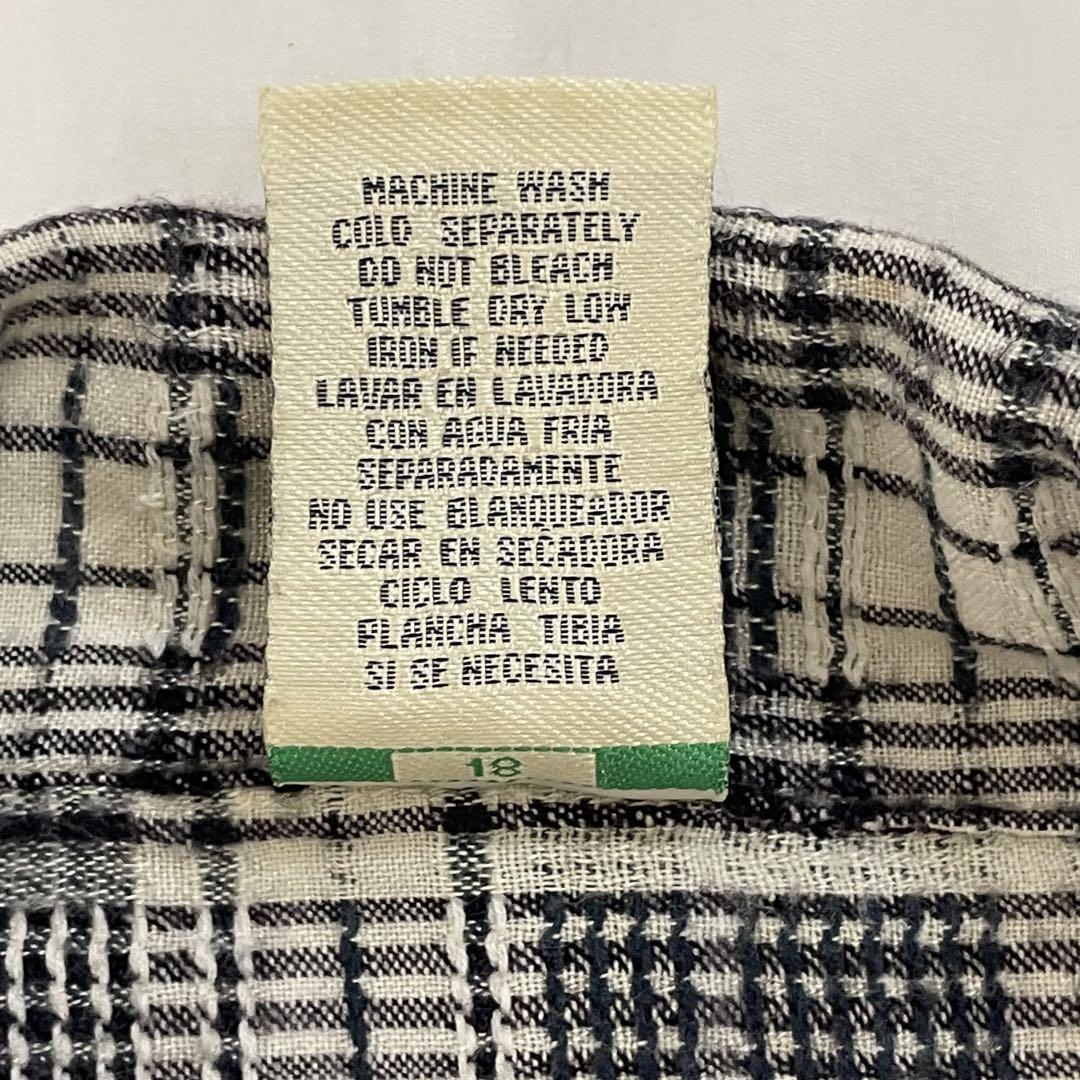 MACHINE WASH
COLD SEPARATELY
DO NOT BLEACH
TUMBLE DRY LOW
IRON IF NEEDED
LAVAR EN LAVADORA
CON AGUA FRIA
SEPARADAMENTE
NO USE BLANQUEADOR
SECAR EN SECADORA
CICLO LENTO
PLANCHA TIBIA
SI SE NECESITA
18